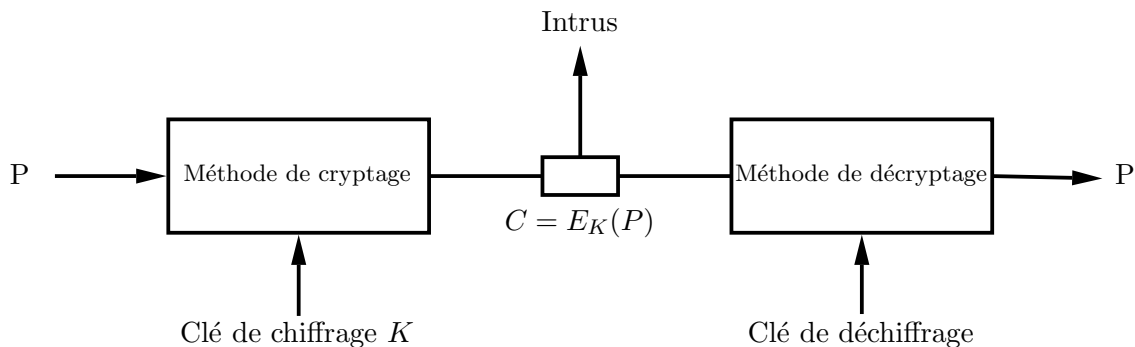 Intrus
P
Méthode de cryptage
Méthode de décryptage
P
$C = E_K(P)$
Clé de chiffrage $K$
Clé de déchiffrage